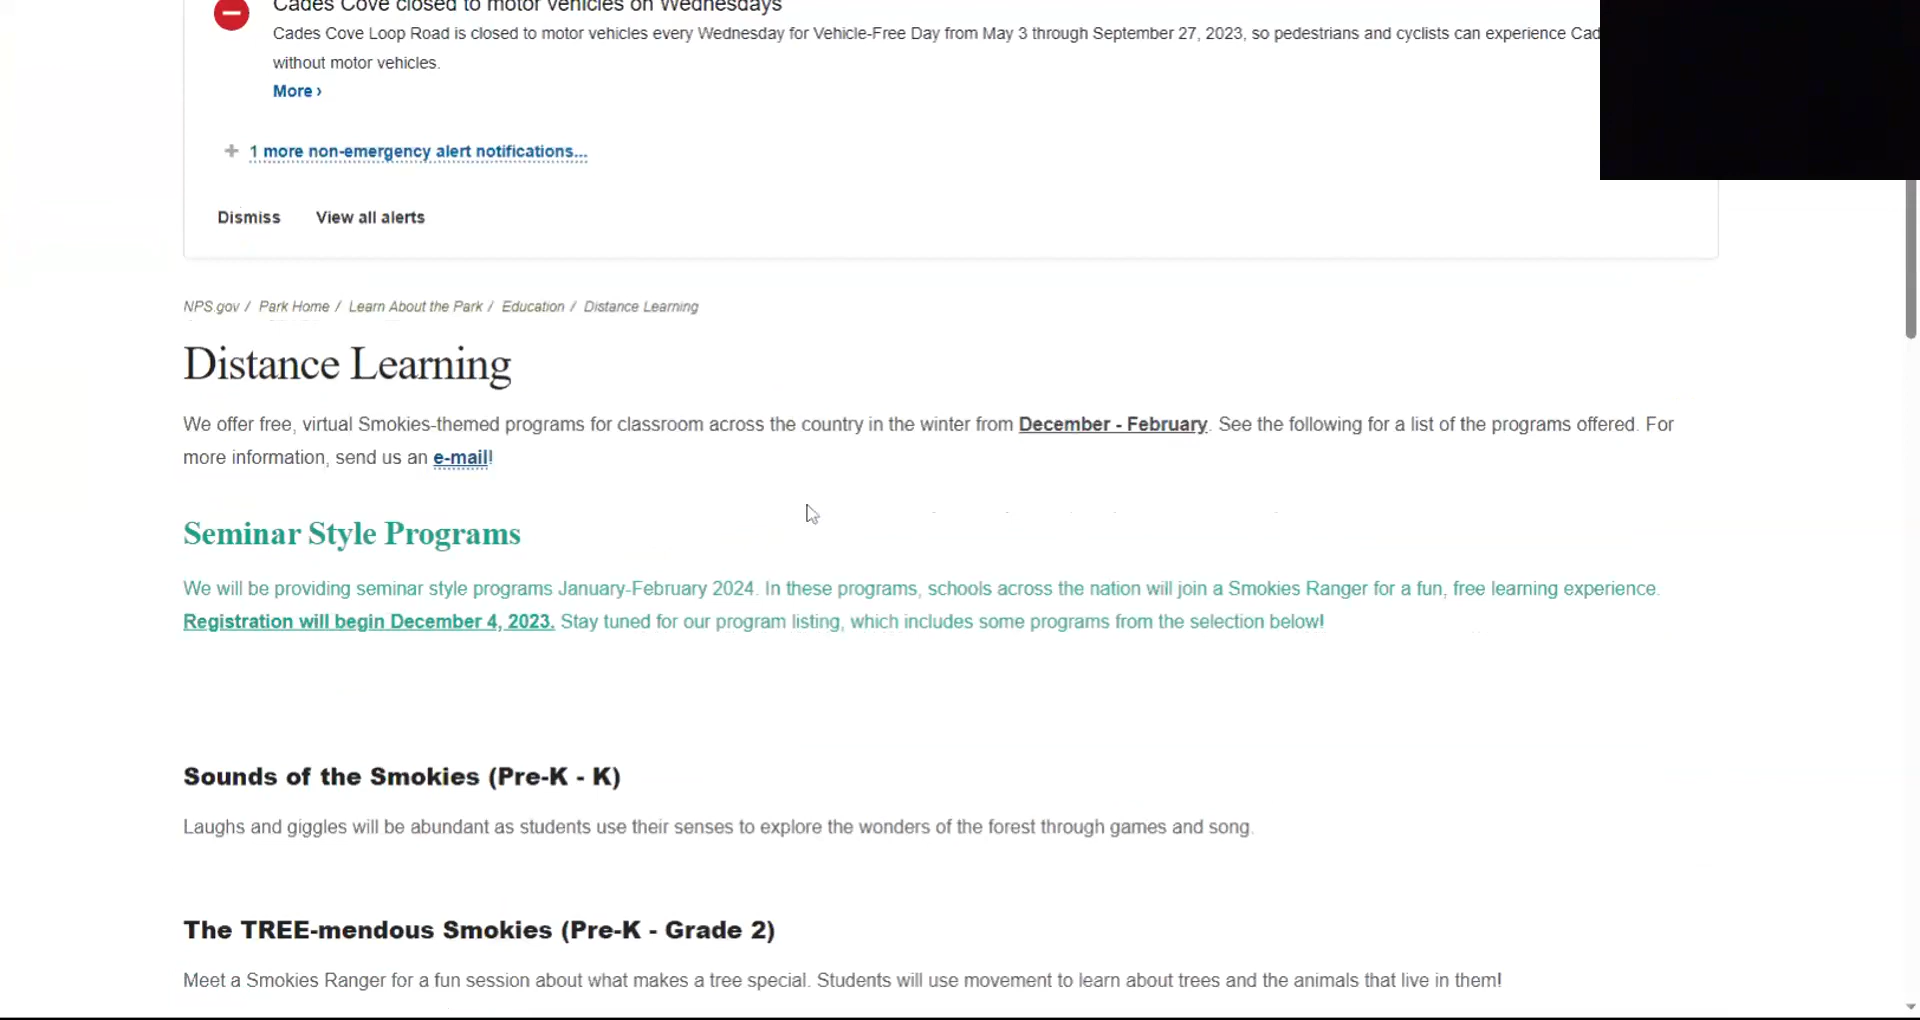 Cades Cove closed to motor vehicles on Wednesdays
Cades Cove Loop Road is closed to motor vehicles every Wednesday for Vehicle-Free Day from May 3 through September 27, 2023, so pedestrians and cyclists can experience
without motor vehicles.
More ›
+ 1 more non-emergency alert notifications...
Dismiss View all alerts
NPS.gov / Park Home / Learn About the Park / Education / Distance Learning
Distance Learning
We offer free, virtual Smokies-themed programs for classroom across the country in the winter from December - February. See the following for a list of the programs offered. For
more information, send us an e-mail!
Seminar Style Programs
We will be providing seminar style programs January-February 2024. In these programs, schools across the nation will join a Smokies Ranger for a fun, free learning experience.
Registration will begin December 4, 2023. Stay tuned for our program listing, which includes some programs from the selection below!
Sounds of the Smokies (Pre-K - K)
Laughs and giggles will be abundant as students use their senses to explore the wonders of the forest through games and song.
The TREE-mendous Smokies (Pre-K - Grade 2)
Meet a Smokies Ranger for a fun session about what makes a tree special. Students will use movement to learn about trees and the animals that live in them!